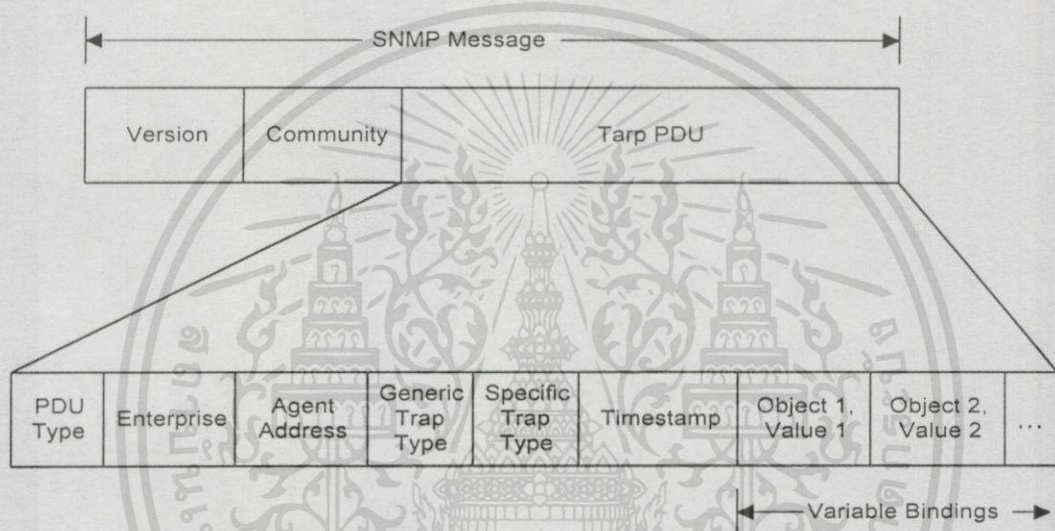 SNMP Message
Version Community Tarp PDU
PDU Type Enterprise Agent Address Generic Trap Type Specific Trap Type Timestamp Object 1, Value 1 Object 2, Value 2 ...
Variable Bindings